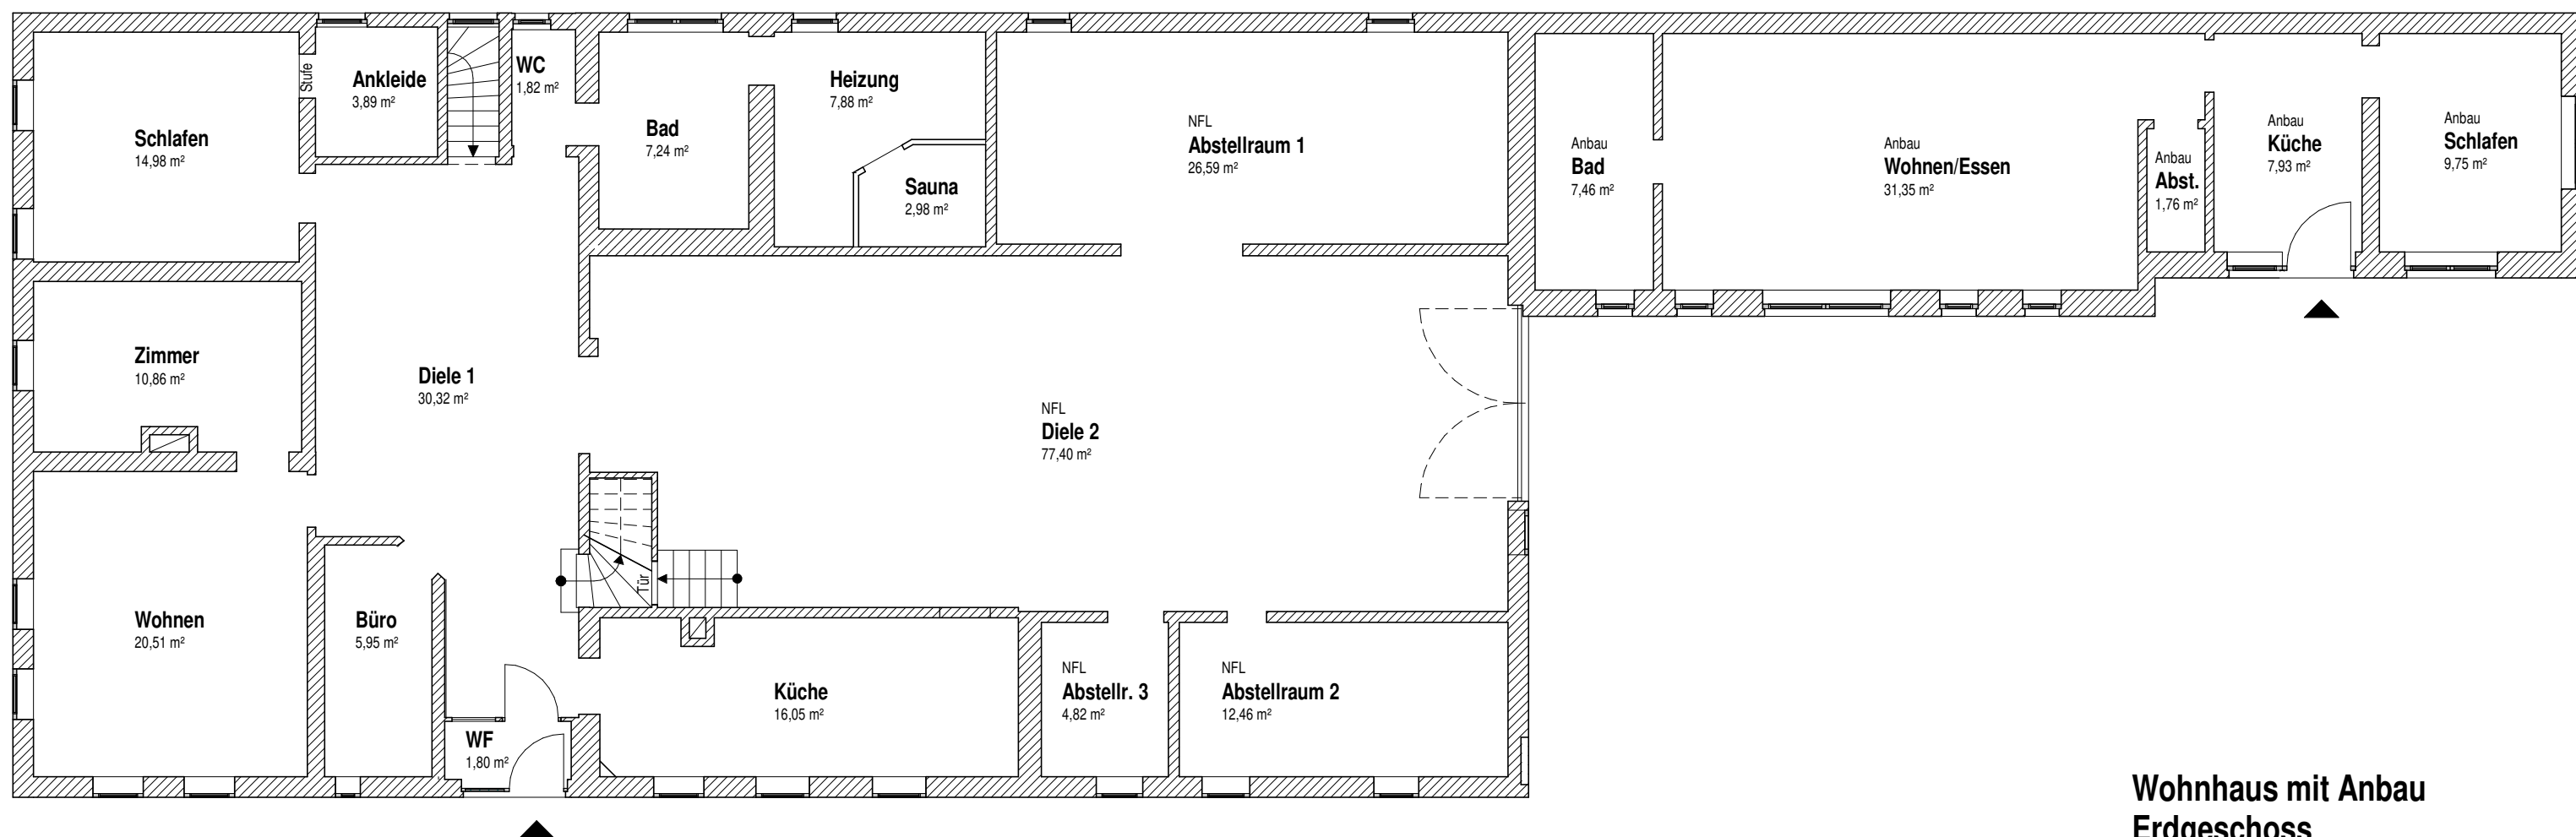 Stufe
Ankleide
3,89 m²
WC
1,82 m²
Schlafen
14,98 m²
Bad
7,24 m²
Heizung
7,88 m²
Sauna
2,98 m²
NFL
Abstellraum 1
26,59 m²
Anbau
Bad
7,46 m²
Anbau
Wohnen/Essen
31,35 m²
Anbau
Abst.
1,76 m²
Anbau
Küche
7,93 m²
Anbau
Schlafen
9,75 m²
Zimmer
10,86 m²
Diele 1
30,32 m²
NFL
Diele 2
77,40 m²
Tür
Wohnen
20,51 m²
Büro
5,95 m²
WF
1,80 m²
Küche
16,05 m²
NFL
Abstellr. 3
4,82 m²
NFL
Abstellraum 2
12,46 m²
Wohnhaus mit Anbau
Erdgeschoss